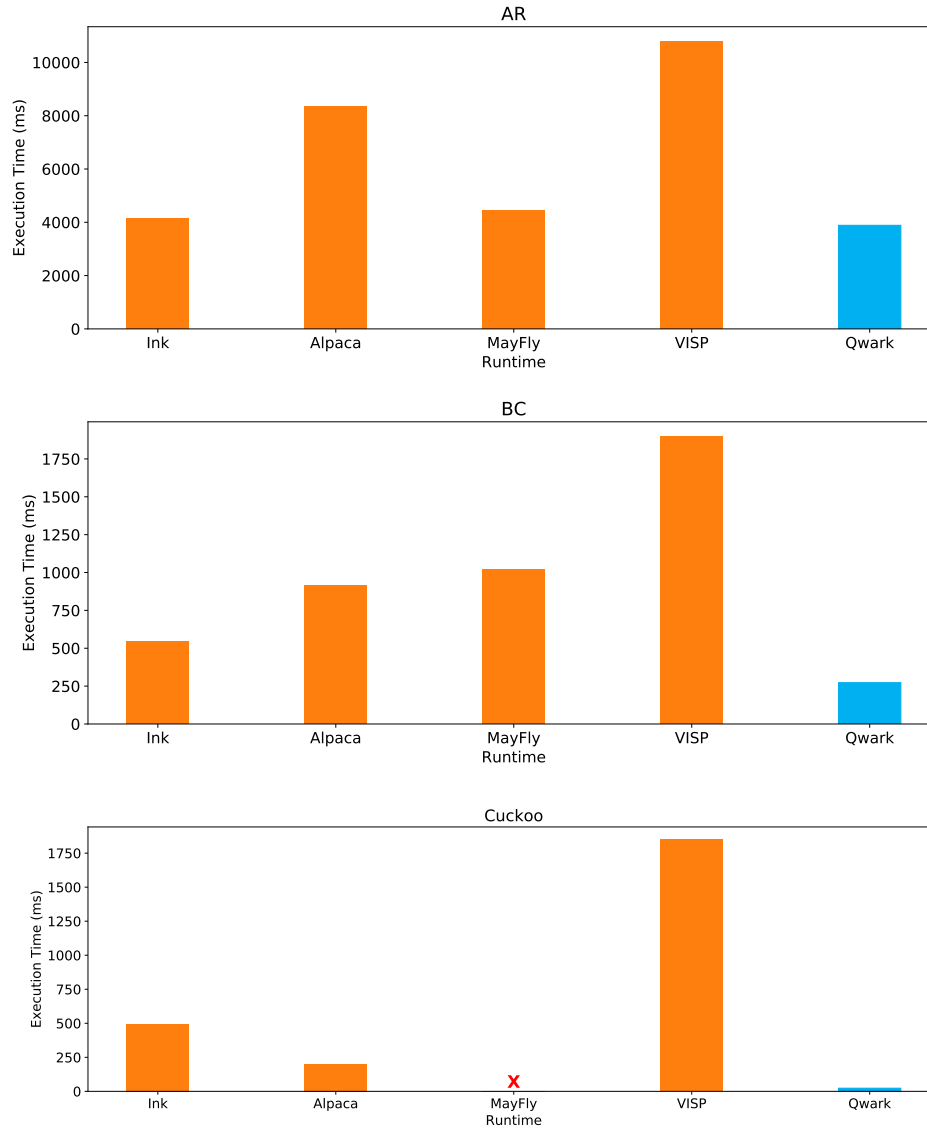 AR
Execution Time (ms)
10000
8000
6000
4000
2000
0
Ink Alpaca MayFly VISP Qwark
Runtime
BC
Execution Time (ms)
1750
1500
1250
1000
750
500
250
0
Ink Alpaca MayFly VISP Qwark
Runtime
Cuckoo
Execution Time (ms)
1750
1500
1250
1000
750
500
250
0
X
Ink Alpaca MayFly VISP Qwark
Runtime